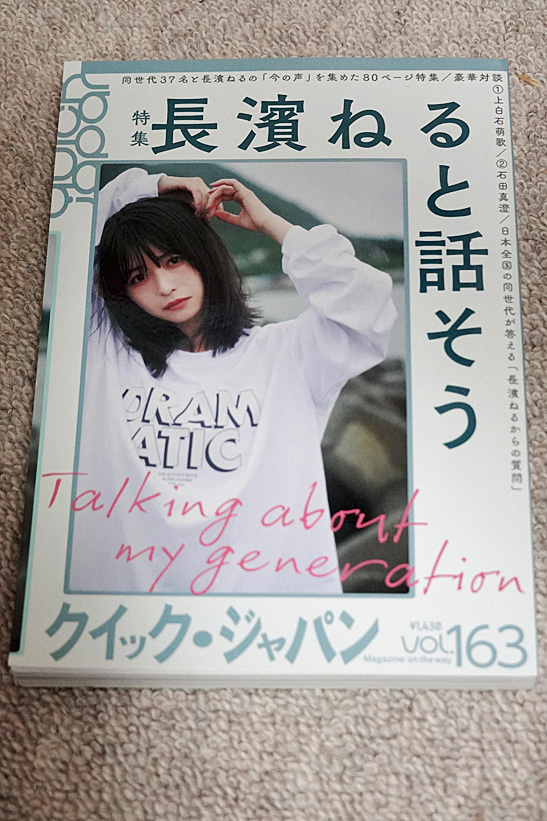 同世代37名と長濱ねるの「今の声」を集めた80ページ特集／豪華対談
①上白石萌歌／②石田真澄／日本全国の同世代が答える「長濱ねるからの質問」
quick japan
特集
長濱ねると話そう
DRAM
ATIC
Talking about
my generation
クイック・ジャパン
¥1,430
Magazine on the way
VOL.163